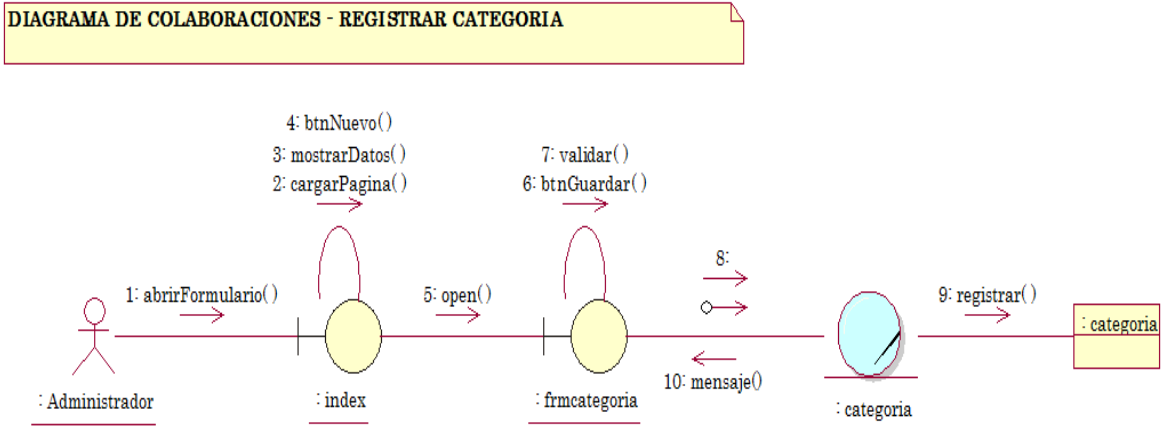 DIAGRAMA DE COLABORACIONES - REGISTRAR CATEGORIA
4: btnNuevo()
3: mostrarDatos()
2: cargarPagina()
7: validar()
6: btnGuardar()
1: abrirFormulario()
5: open()
8:
9: registrar()
10: mensaje()
: categoria
: Administrador
: index
: frmcategoria
: categoria